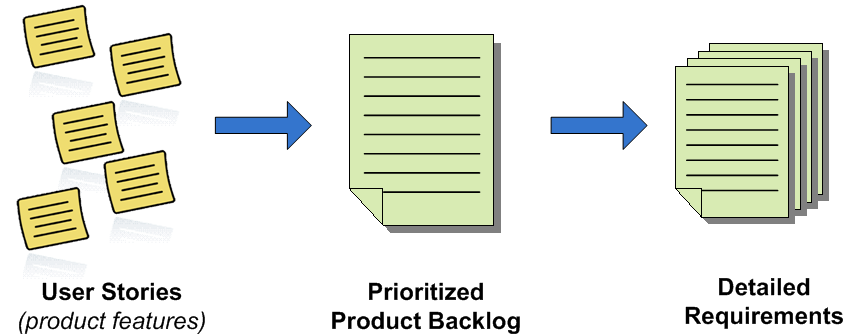 User Stories
(product features)
Prioritized
Product Backlog
Detailed
Requirements